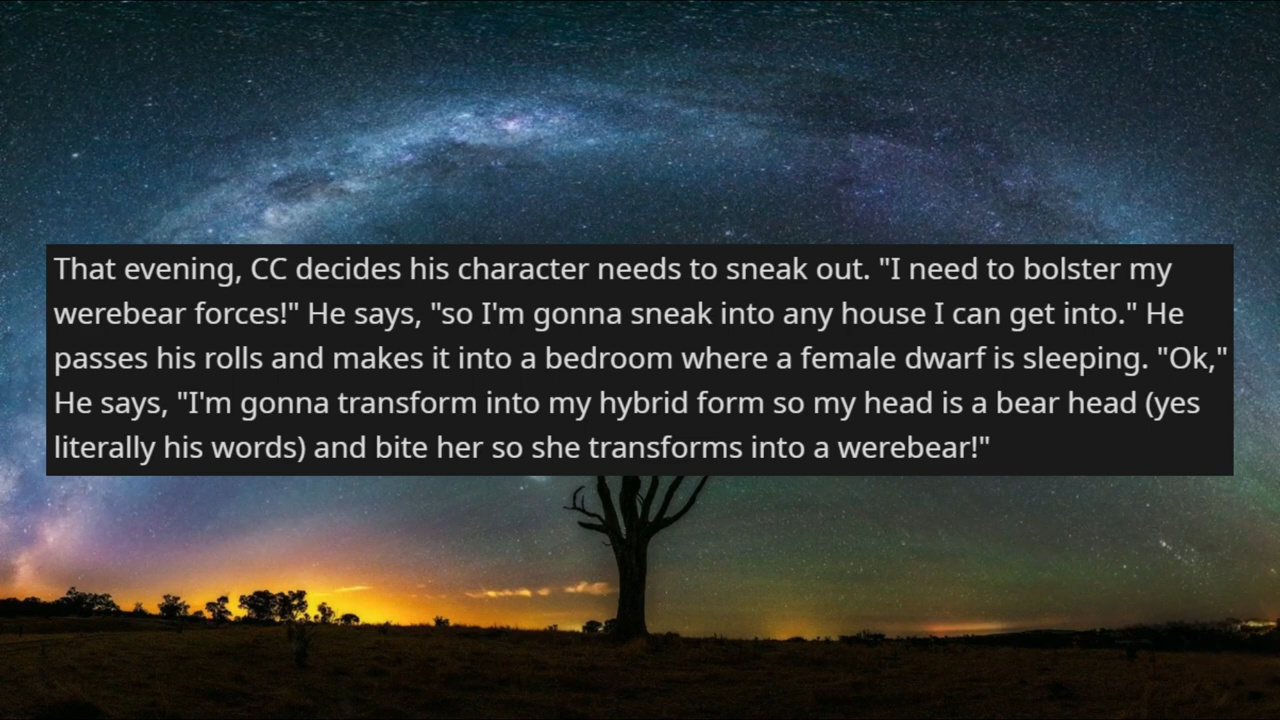 That evening, CC decides his character needs to sneak out. "I need to bolster my
werebear forces!" He says, "so I'm gonna sneak into any house I can get into." He
passes his rolls and makes it into a bedroom where a female dwarf is sleeping. "Ok,"
He says, "I'm gonna transform into my hybrid form so my head is a bear head (yes
literally his words) and bite her so she transforms into a werebear!"